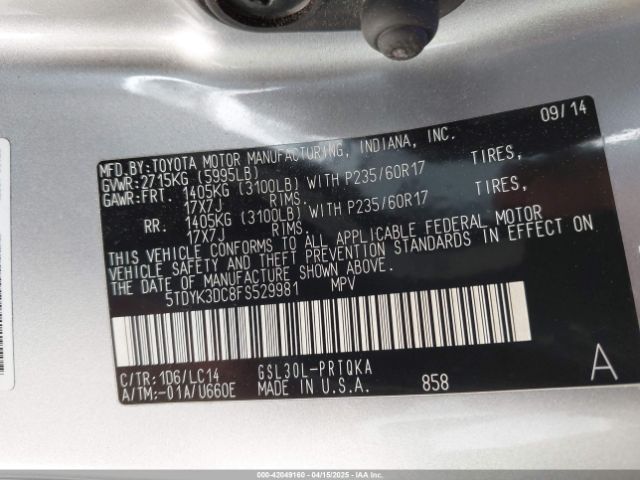 09/14
MFD.BY:TOYOTA MOTOR MANUFACTURING, INDIANA, INC.
GVWR:2715KG (5995LB)
GAWR:FRT. 1405KG (3100LB) WITH P235/60R17 TIRES,
17X7J RIMS.
RR. 1405KG (3100LB) WITH P235/60R17 TIRES,
17X7J RIMS.
THIS VEHICLE CONFORMS TO ALL APPLICABLE FEDERAL MOTOR
VEHICLE SAFETY AND THEFT PREVENTION STANDARDS IN EFFECT ON
THE DATE OF MANUFACTURE SHOWN ABOVE.
5TDYK3DC8FS529981 MPV
C/TR:1D6/LC14 GSL30L-PRTQKA
A/TM:-01A/U660E MADE IN U.S.A. 858 A
000-42049160 - 04/15/2025 - IAAI.COM